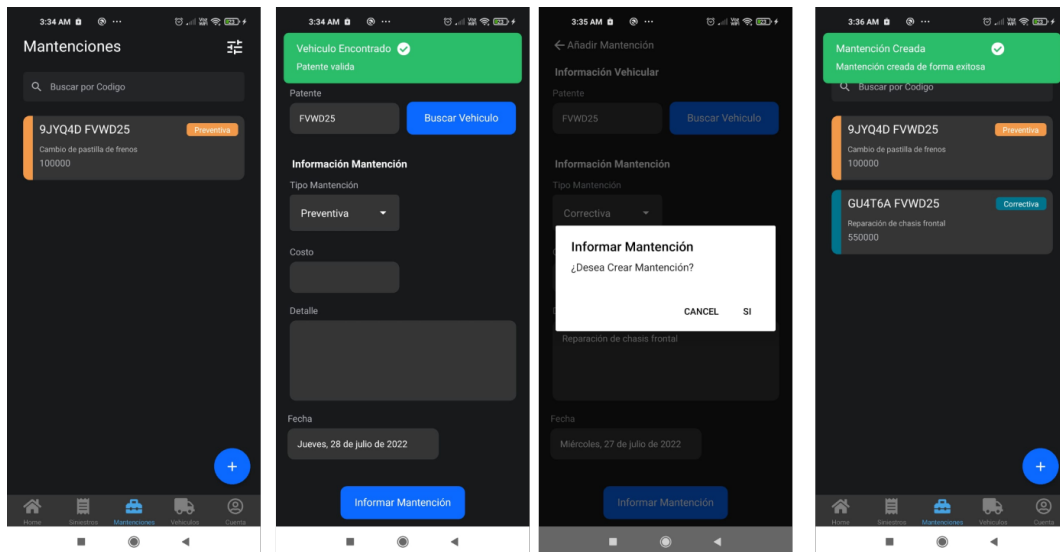 3:34 AM
Mantenciones
Buscar por Codigo
9JYQ4D FVWD25
Preventiva
Cambio de pastilla de frenos
100000
+
Home Siniestros Mantenciones Vehiculos Cuenta
3:34 AM
Vehiculo Encontrado
Patente valida
Patente
FVWD25
Buscar Vehiculo
Información Mantención
Tipo Mantención
Preventiva
Costo
Detalle
Fecha
Jueves, 28 de julio de 2022
Informar Mantención
3:35 AM
Añadir Mantención
Información Vehicular
Patente
FVWD25
Buscar Vehiculo
Información Mantención
Tipo Mantención
Correctiva
Informar Mantención
¿Desea Crear Mantención?
CANCEL SI
Reparación de chasis frontal
Fecha
Miércoles, 27 de julio de 2022
Informar Mantención
3:36 AM
Mantención Creada
Mantención creada de forma exitosa
Buscar por Codigo
9JYQ4D FVWD25
Preventiva
Cambio de pastilla de frenos
100000
GU4T6A FVWD25
Correctiva
Reparación de chasis frontal
550000
+
Home Siniestros Mantenciones Vehiculos Cuenta